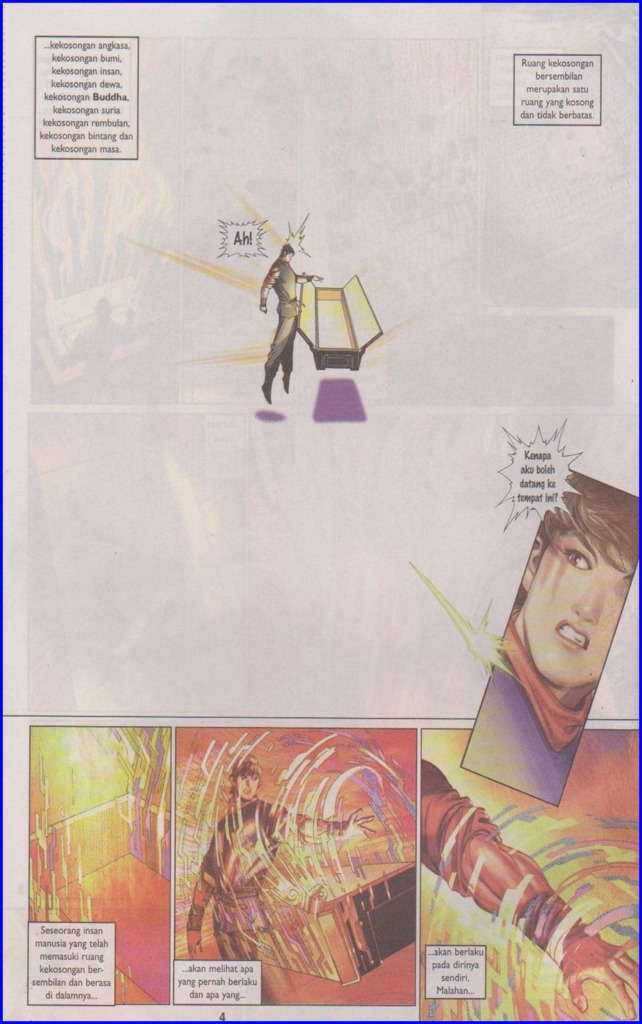 ...kekosongan angkasa,
kekosongan bumi,
kekosongan insan,
kekosongan dewa,
kekosongan Buddha,
kekosongan suria
kekosongan rembulan,
kekosongan bintang dan
kekosongan masa.
Ruang kekosongan
bersembilan
merupakan satu
ruang yang kosong
dan tidak berbatas.
Ah!
Kenapa
aku boleh
datang ke
tempat ini?
Seseorang insan
manusia yang telah
memasuki ruang
kekosongan ber-
sembilan dan berasa
di dalamnya...
...akan melihat apa
yang pernah berlaku
dan apa yang...
...akan berlaku
pada dirinya
sendiri.
Malahan...
4